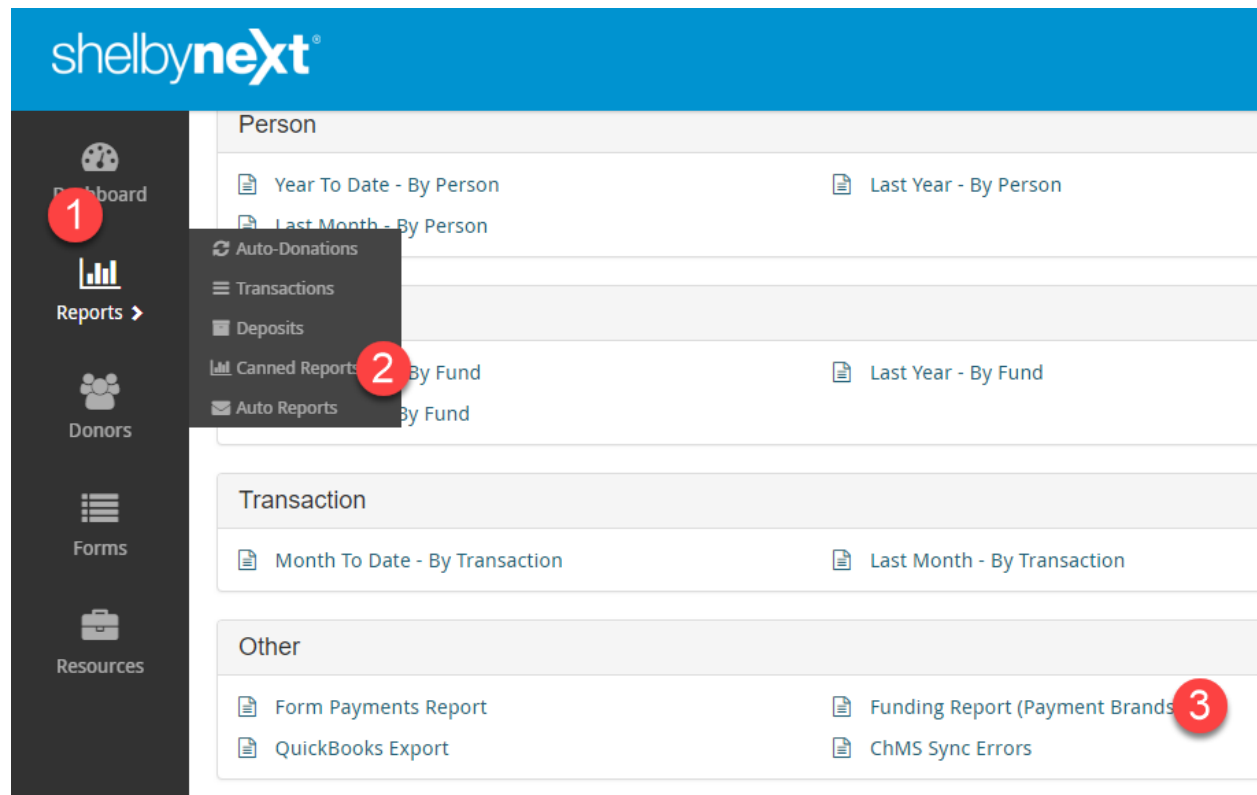 shelbynext®
Dashboard
1
Reports
Donors
Forms
Resources
Auto-Donations
Transactions
Deposits
Canned Reports
2
Auto Reports
Person
Year To Date - By Person
Last Year - By Person
Last Month - By Person
By Fund
Last Year - By Fund
By Fund
Transaction
Month To Date - By Transaction
Last Month - By Transaction
Other
Form Payments Report
Funding Report (Payment Brands
3
QuickBooks Export
ChMS Sync Errors